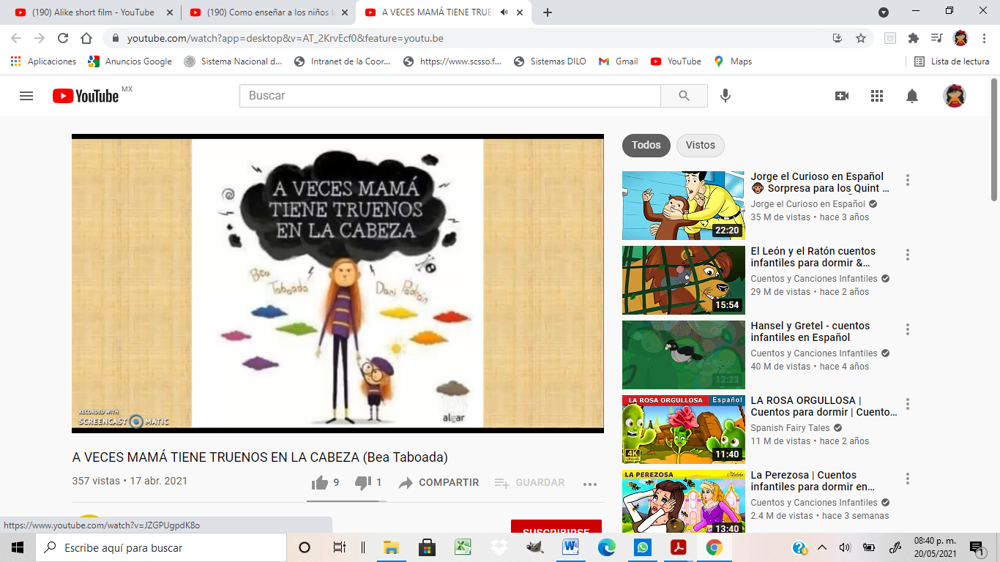 (190) Alike short film - YouTube
(190) Como enseñar a los niños l
A VECES MAMÁ TIENE TRUE
youtube.com/watch?app=desktop&v=AT_2KrvEcf0&feature=youtu.be
Aplicaciones
Anuncios Google
Sistema Nacional d...
Intranet de la Coor...
https://www.scsso.f...
Sistemas DILO
Gmail
YouTube
Maps
Lista de lectura
YouTube MX
Buscar
A VECES MAMÁ
TIENE TRUENOS
EN LA CABEZA
Bea
Taboada
Dani Padrón
algar
RECORDED WITH
SCREENCAST MATIC
A VECES MAMÁ TIENE TRUENOS EN LA CABEZA (Bea Taboada)
357 vistas • 17 abr. 2021
9
1
COMPARTIR
GUARDAR
SUSCRIBIRSE
https://www.youtube.com/watch?v=JZGPUgpdK8o
Todos
Vistos
22:20
Jorge el Curioso en Español
🐵 Sorpresa para los Quint ...
Jorge el Curioso en Español
35 M de vistas • hace 3 años
15:54
El León y el Ratón cuentos
infantiles para dormir &...
Cuentos y Canciones Infantiles
29 M de vistas • hace 2 años
12:23
Hansel y Gretel - cuentos
infantiles en Español
Cuentos y Canciones Infantiles
40 M de vistas • hace 4 años
LA ROSA ORGULLOSA
Español
4K
ULTRA HD
11:40
LA ROSA ORGULLOSA |
Cuentos para dormir | Cuento...
Spanish Fairy Tales
11 M de vistas • hace 2 años
LA PEREZOSA
13:40
La Perezosa | Cuentos
infantiles para dormir en...
Cuentos y Canciones Infantiles
2.4 M de vistas • hace 3 semanas
Escribe aquí para buscar
08:40 p. m.
20/05/2021
1